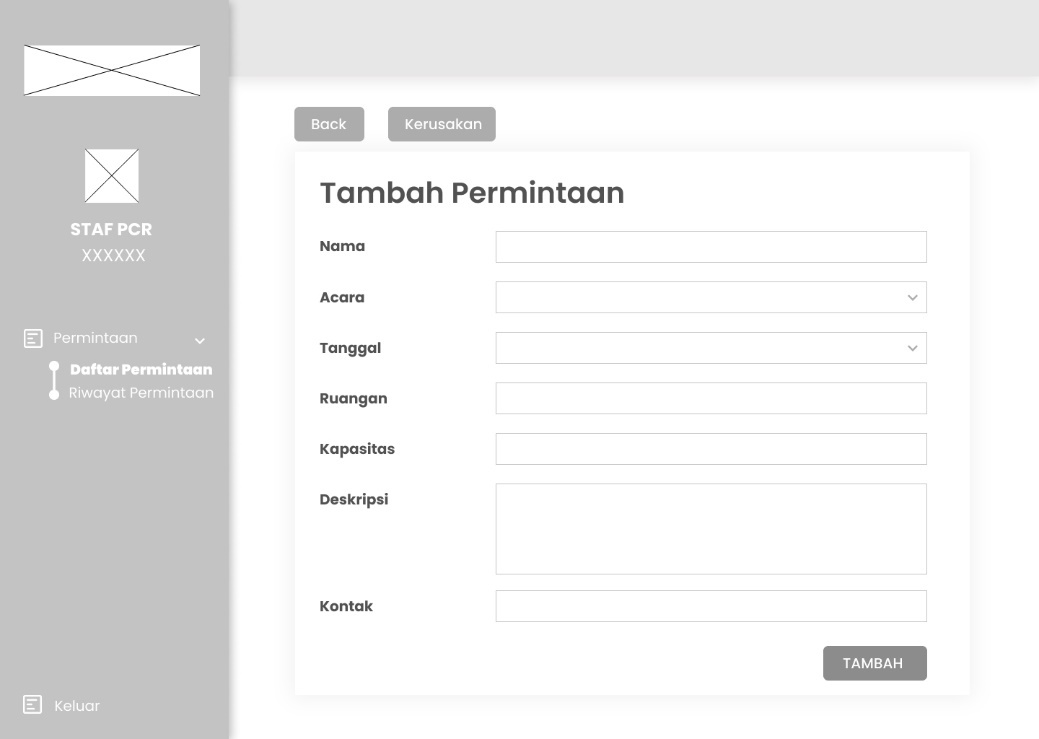 STAF PCR
XXXXXX
Permintaan
Daftar Permintaan
Riwayat Permintaan
Keluar
Back
Kerusakan
Tambah Permintaan
Nama
Acara
Tanggal
Ruangan
Kapasitas
Deskripsi
Kontak
TAMBAH